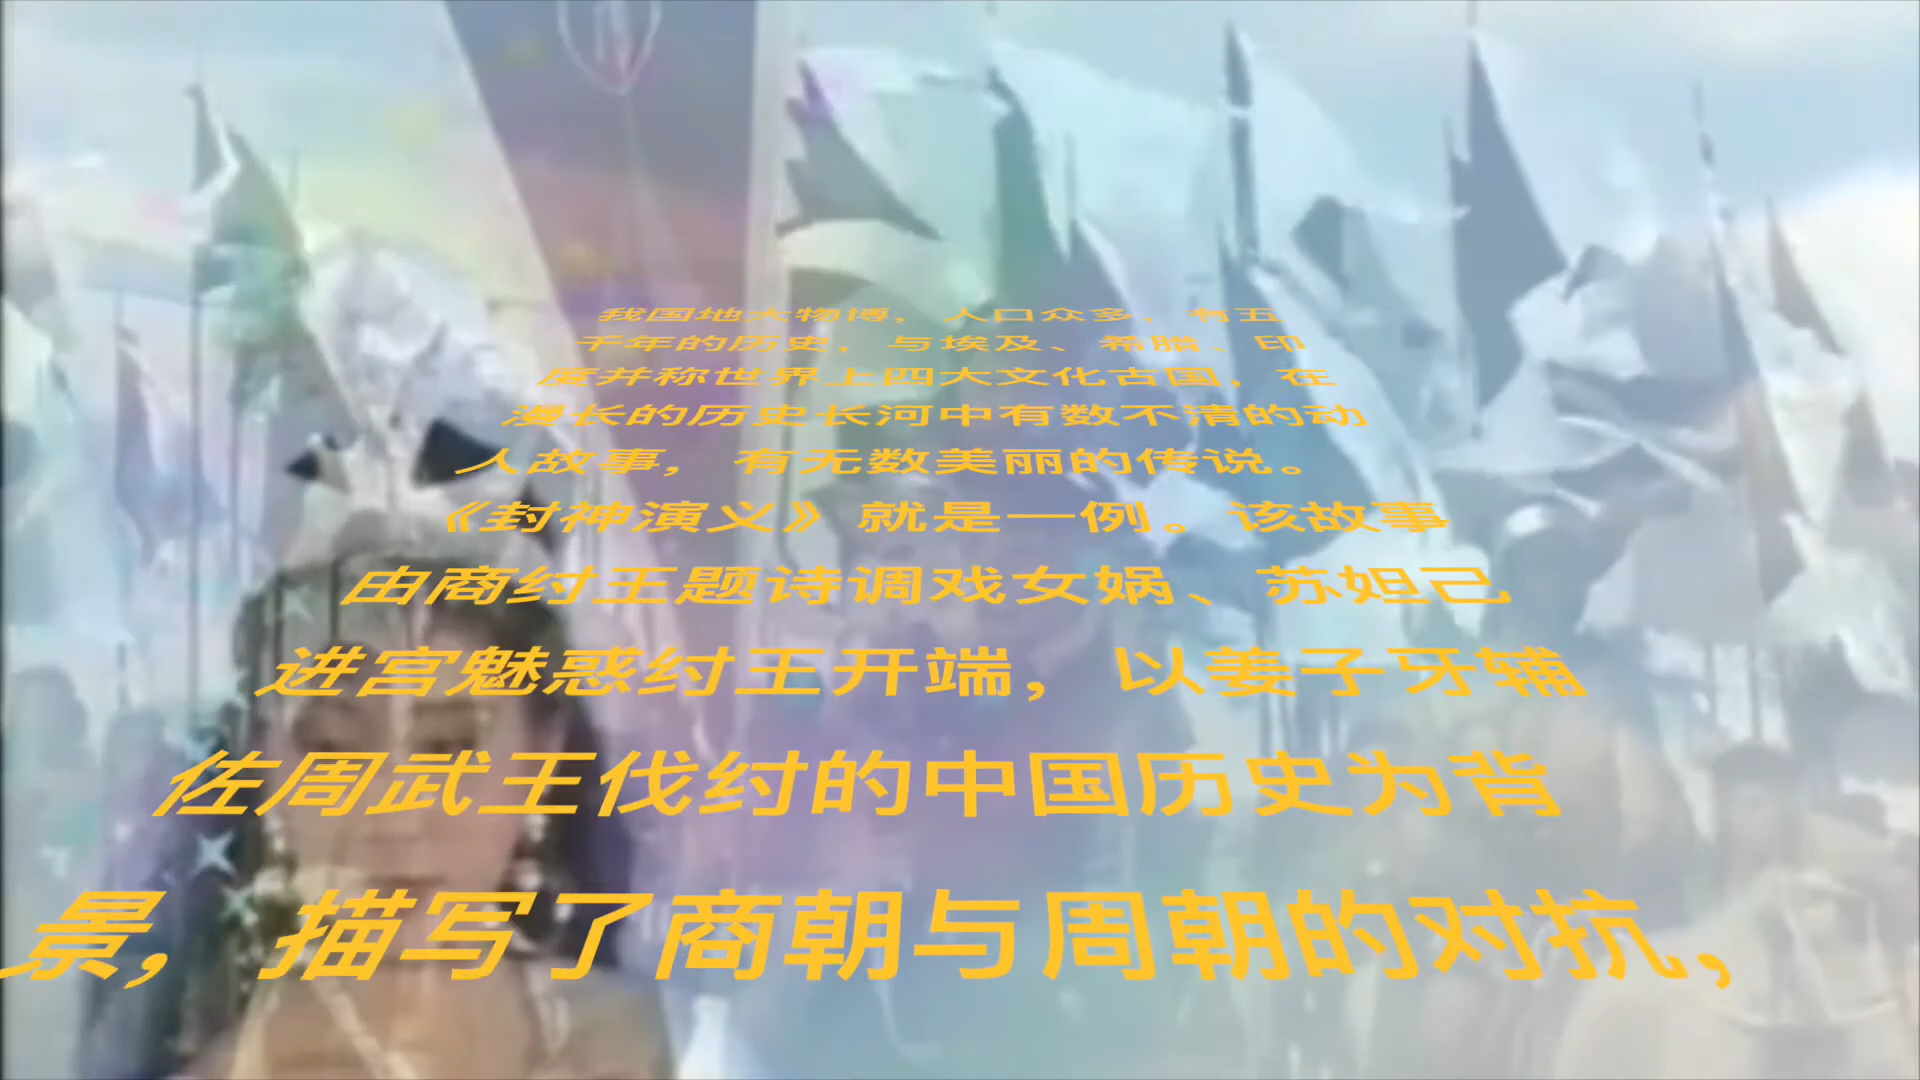 我国地大物博，人口众多，有五
千年的历史，与埃及、希腊、印
度并称世界上四大文化古国，在
漫长的历史长河中有数不清的动
人故事，有无数美丽的传说。
《封神演义》就是一例。该故事
由商纣王题诗调戏女娲、苏妲己
进宫魅惑纣王开端，以姜子牙辅
佐周武王伐纣的中国历史为背
景，描写了商朝与周朝的对抗，